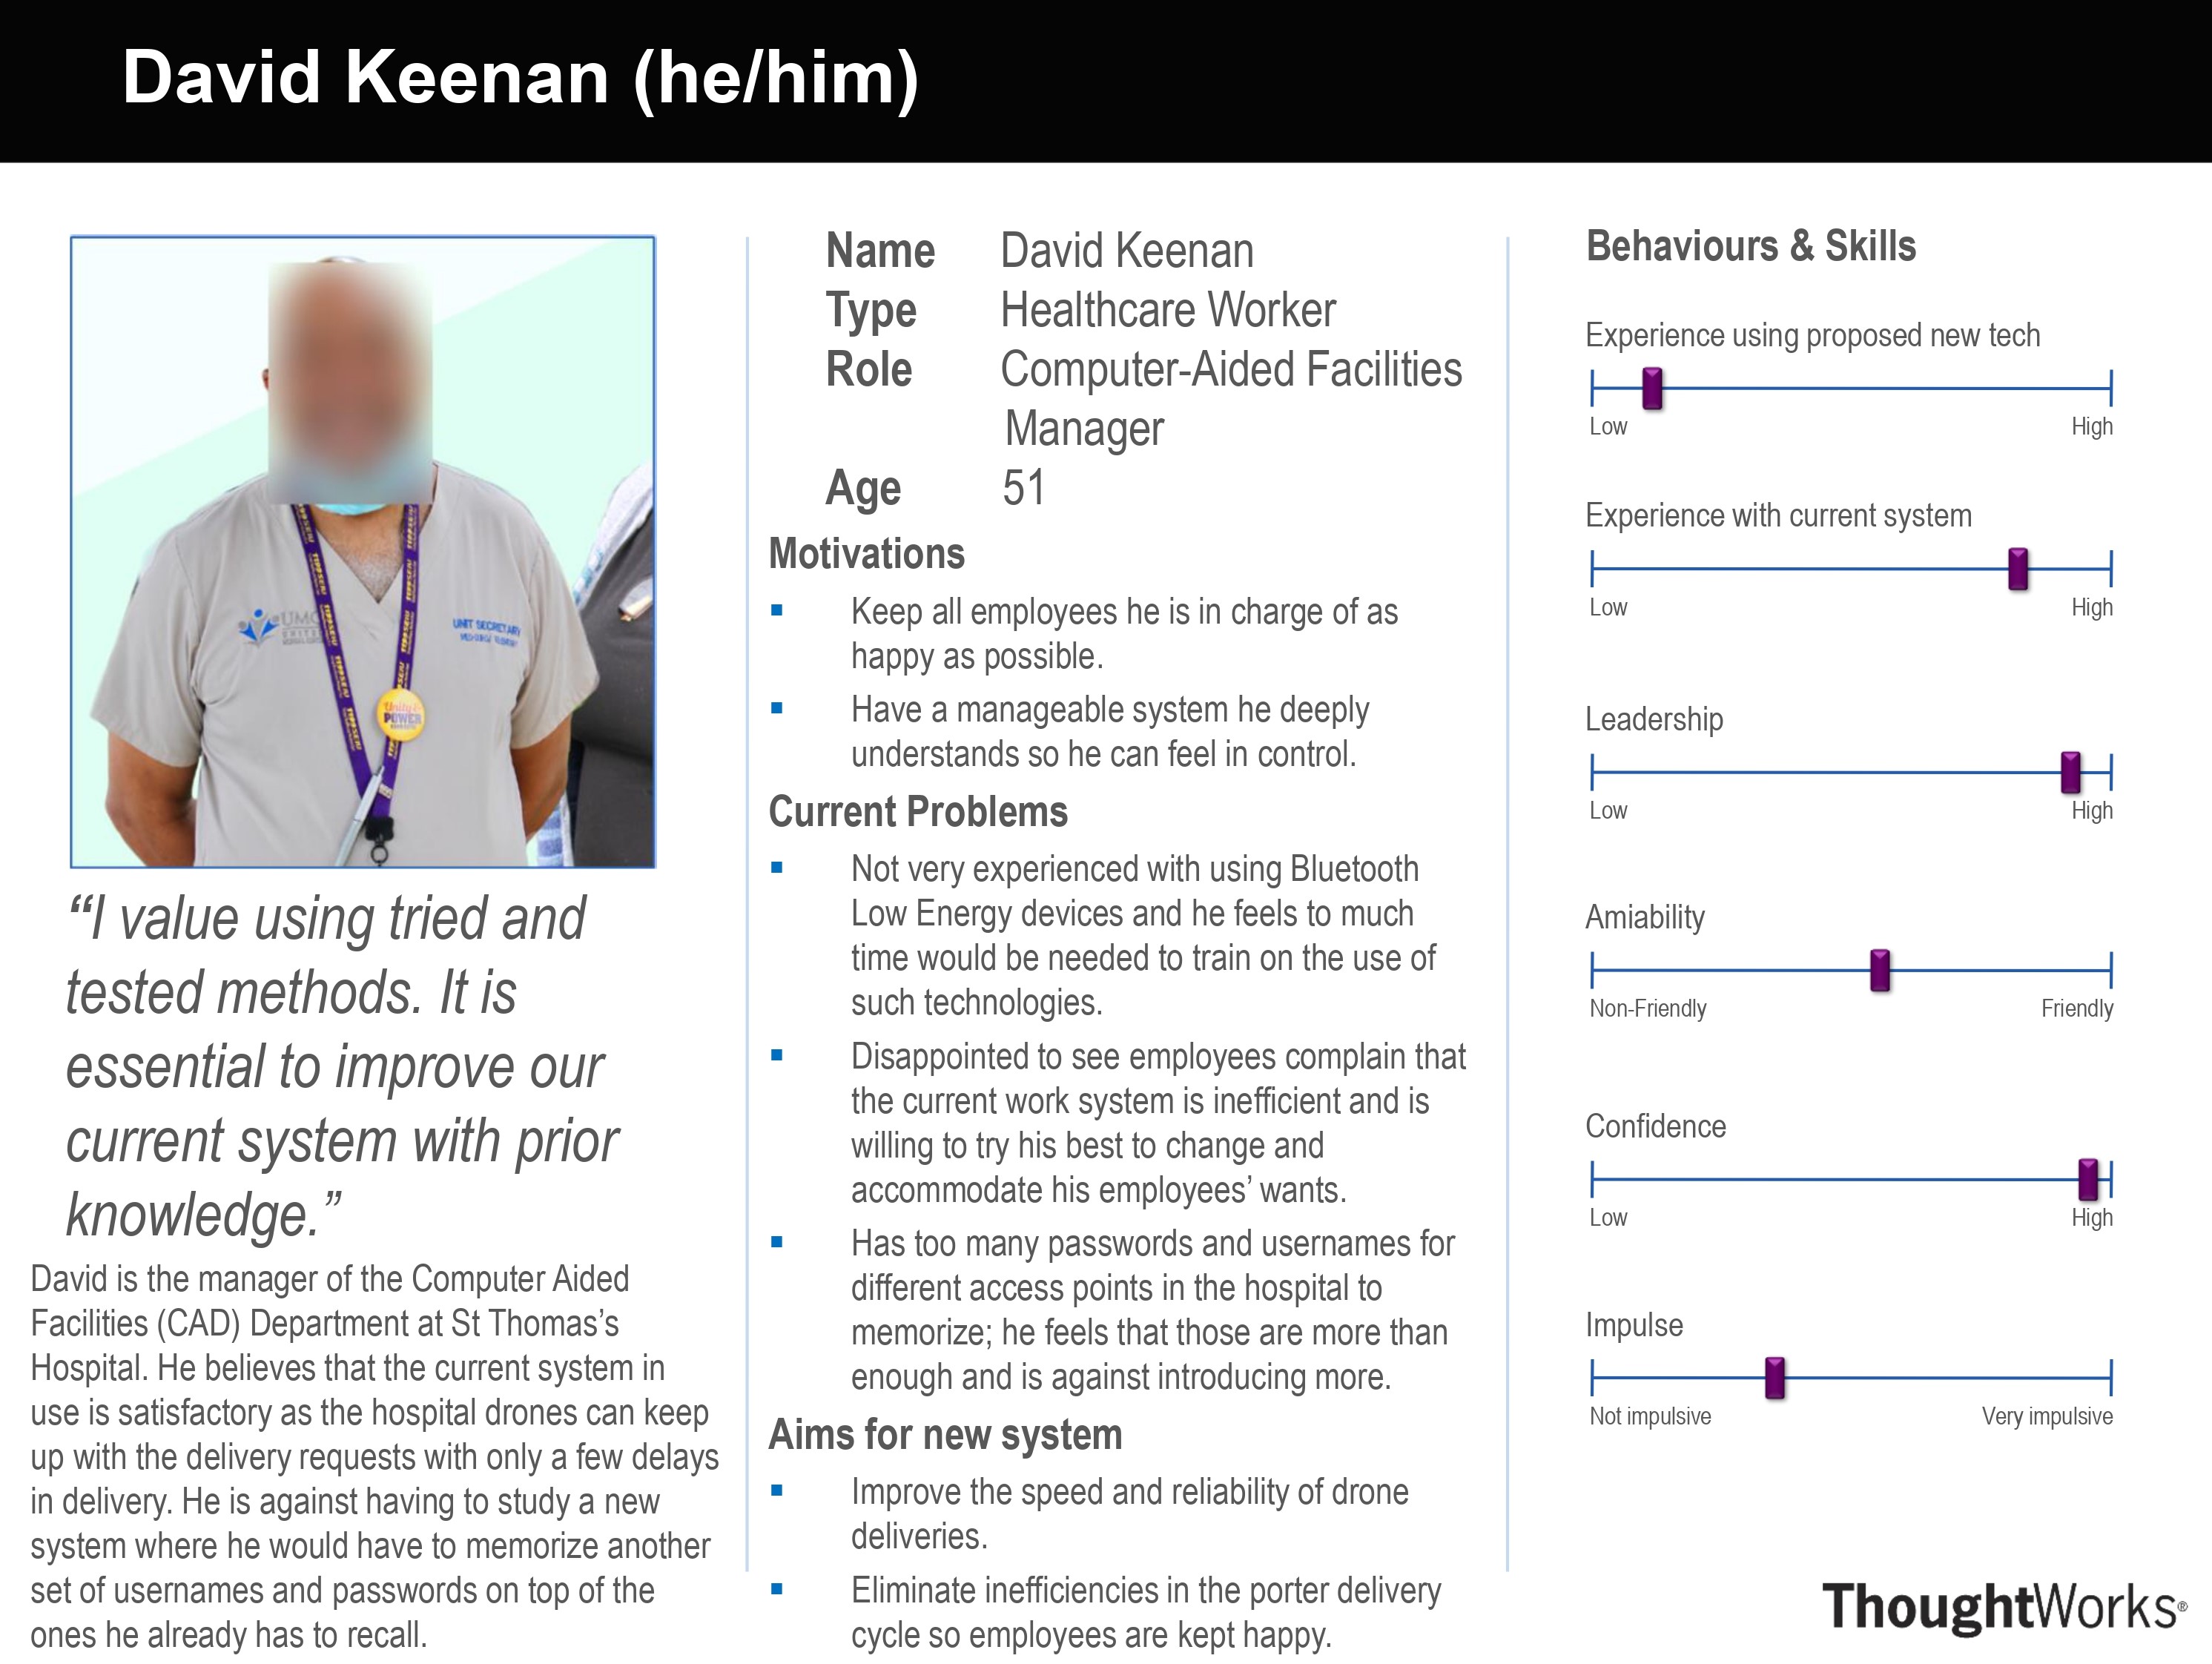 David Keenan (he/him)
UMC
UNIT SECRETARY
Unity
POWER
“I value using tried and
tested methods. It is
essential to improve our
current system with prior
knowledge.”
David is the manager of the Computer Aided
Facilities (CAD) Department at St Thomas’s
Hospital. He believes that the current system in
use is satisfactory as the hospital drones can keep
up with the delivery requests with only a few delays
in delivery. He is against having to study a new
system where he would have to memorize another
set of usernames and passwords on top of the
ones he already has to recall.
Name David Keenan
Type Healthcare Worker
Role Computer-Aided Facilities
Manager
Age 51
Motivations
Keep all employees he is in charge of as
happy as possible.
Have a manageable system he deeply
understands so he can feel in control.
Current Problems
Not very experienced with using Bluetooth
Low Energy devices and he feels to much
time would be needed to train on the use of
such technologies.
Disappointed to see employees complain that
the current work system is inefficient and is
willing to try his best to change and
accommodate his employees’ wants.
Has too many passwords and usernames for
different access points in the hospital to
memorize; he feels that those are more than
enough and is against introducing more.
Aims for new system
Improve the speed and reliability of drone
deliveries.
Eliminate inefficiencies in the porter delivery
cycle so employees are kept happy.
Behaviours & Skills
Experience using proposed new tech
Low High
Experience with current system
Low High
Leadership
Low High
Amiability
Non-Friendly Friendly
Confidence
Low High
Impulse
Not impulsive Very impulsive
ThoughtWorks®